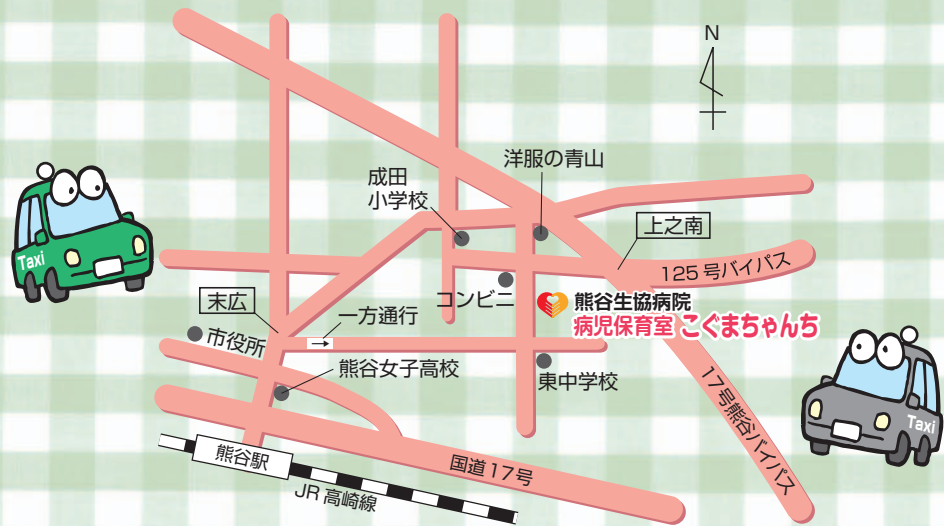 N
洋服の青山
成田
小学校
上之南
Taxi
125号バイパス
末広
コンビニ
熊谷生協病院
病児保育室 こぐまちゃんち
一方通行
→
市役所
熊谷女子高校
東中学校
17号熊谷バイパス
Taxi
熊谷駅
国道17号
JR高崎線